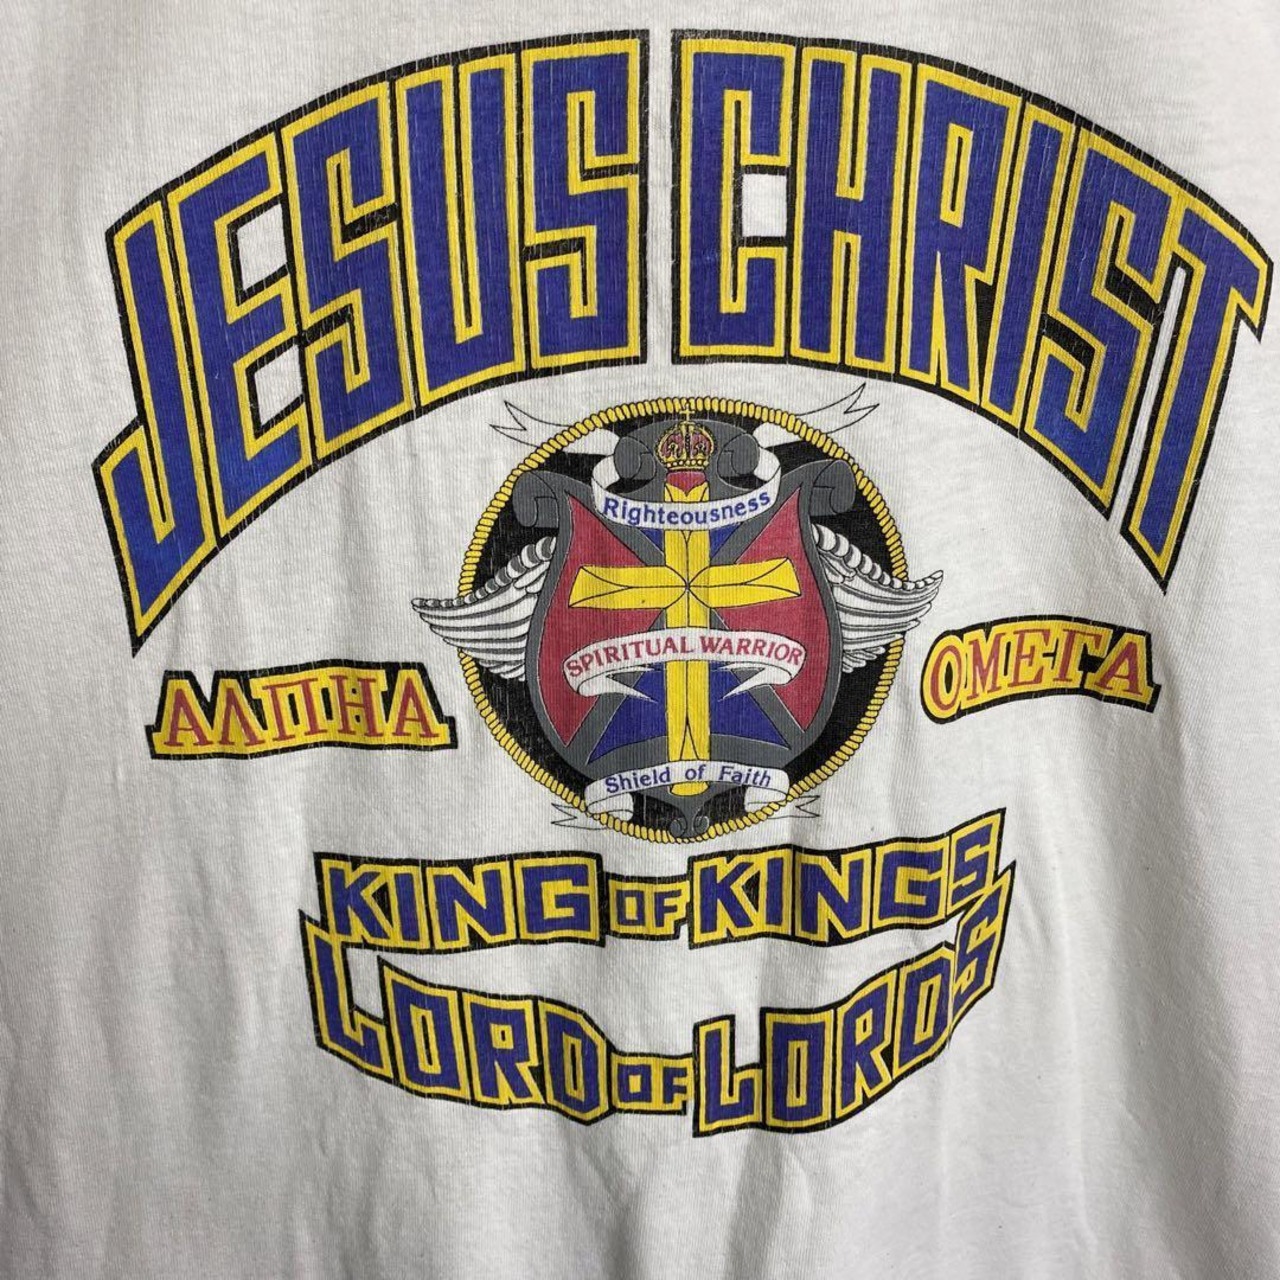 JESUS CHRIST
Righteousness
SPIRITUAL WARRIOR
ΑΛΠΗΑ
ΟΜΕΓΑ
Shield of Faith
KING OF KINGS
LORD OF LORDS